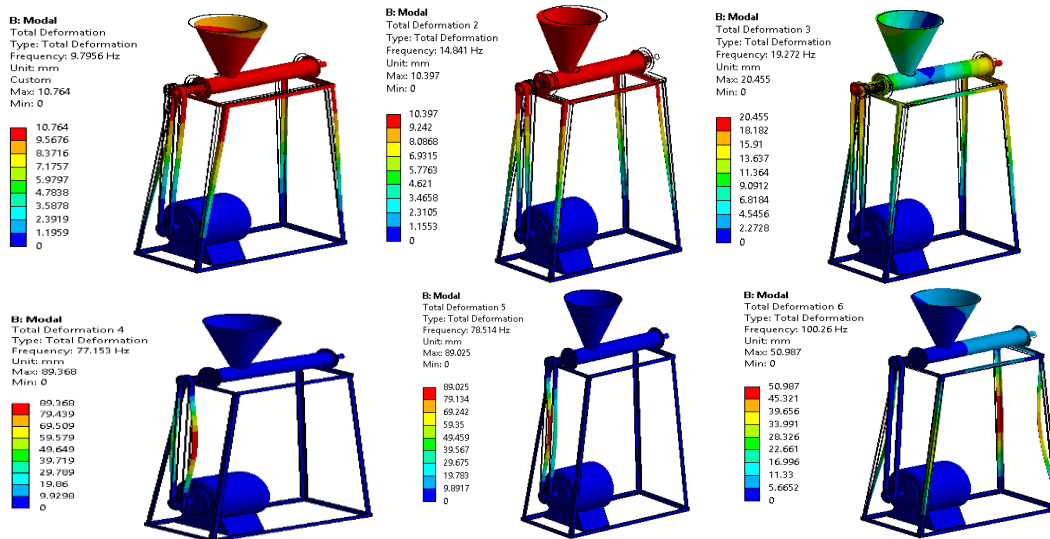 B: Modal
Total Deformation
Type: Total Deformation
Frequency: 9.7956 Hz
Unit: mm
Custom
Max: 10.764
Min: 0
10.764
9.5676
8.3716
7.1757
5.9797
4.7838
3.5878
2.3919
1.1959
0
B: Modal
Total Deformation 2
Type: Total Deformation
Frequency: 14.841 Hz
Unit: mm
Max: 10.397
Min: 0
10.397
9.242
8.0868
6.9315
5.7763
4.621
3.4658
2.3105
1.1553
0
B: Modal
Total Deformation 3
Type: Total Deformation
Frequency: 19.272 Hz
Unit: mm
Max: 20.455
Min: 0
20.455
18.182
15.91
13.637
11.364
9.0912
6.8184
4.5456
2.2728
0
B: Modal
Total Deformation 4
Type: Total Deformation
Frequency: 77.153 Hz
Unit: mm
Max: 89.368
Min: 0
89.368
79.439
69.509
59.579
49.649
39.719
29.789
19.86
9.9298
0
B: Modal
Total Deformation 5
Type: Total Deformation
Frequency: 78.514 Hz
Unit: mm
Max: 89.025
Min: 0
89.025
79.134
69.242
59.35
49.459
39.567
29.675
19.783
9.8917
0
B: Modal
Total Deformation 6
Type: Total Deformation
Frequency: 100.26 Hz
Unit: mm
Max: 50.987
Min: 0
50.987
45.321
39.656
33.991
28.326
22.661
16.996
11.33
5.6652
0